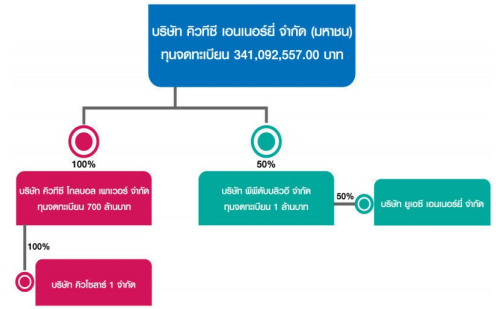 บริษัท คิวทีซี เอนเนอร์ยี่ จำกัด (มหาชน)
ทุนจดทะเบียน 341,092,557.00 บาท
100%
50%
บริษัท คิวทีซี โกลบอล เพาเวอร์ จำกัด
ทุนจดทะเบียน 700 ล้านบาท
บริษัท พีพีดับบลิวอี จำกัด
ทุนจดทะเบียน 1 ล้านบาท
50%
บริษัท ยูเอซี เอนเนอร์ยี่ จำกัด
100%
บริษัท คิวโซลาร์ 1 จำกัด